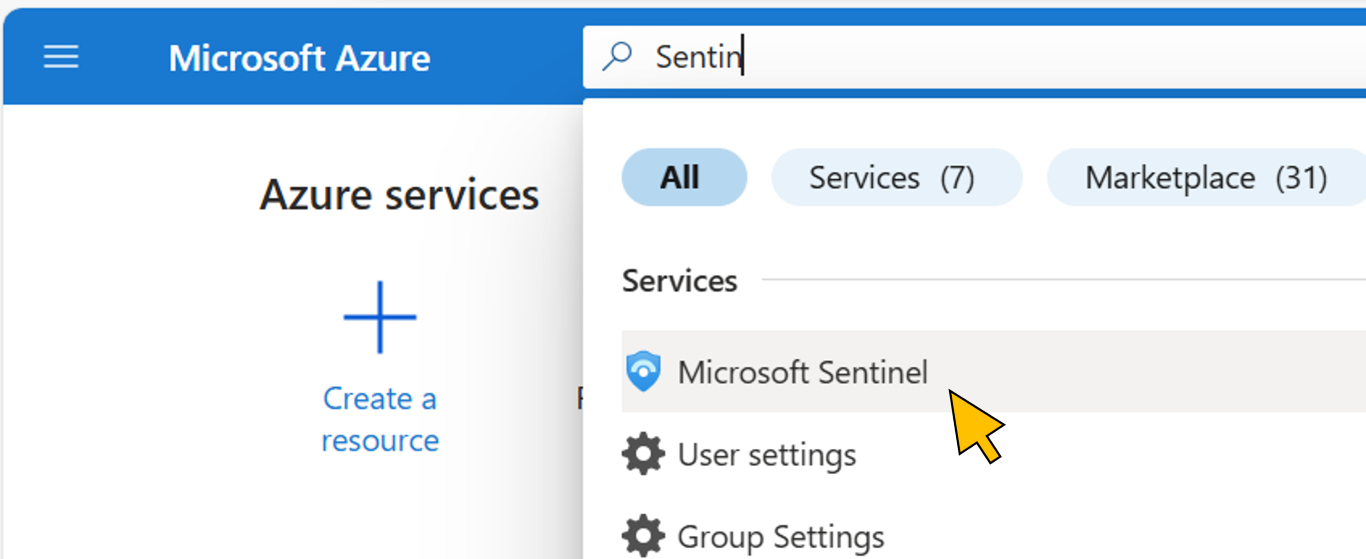 Microsoft Azure
Sentin
All
Services (7)
Marketplace (31)
Azure services
Services
Create a
resource
Microsoft Sentinel
User settings
Group Settings